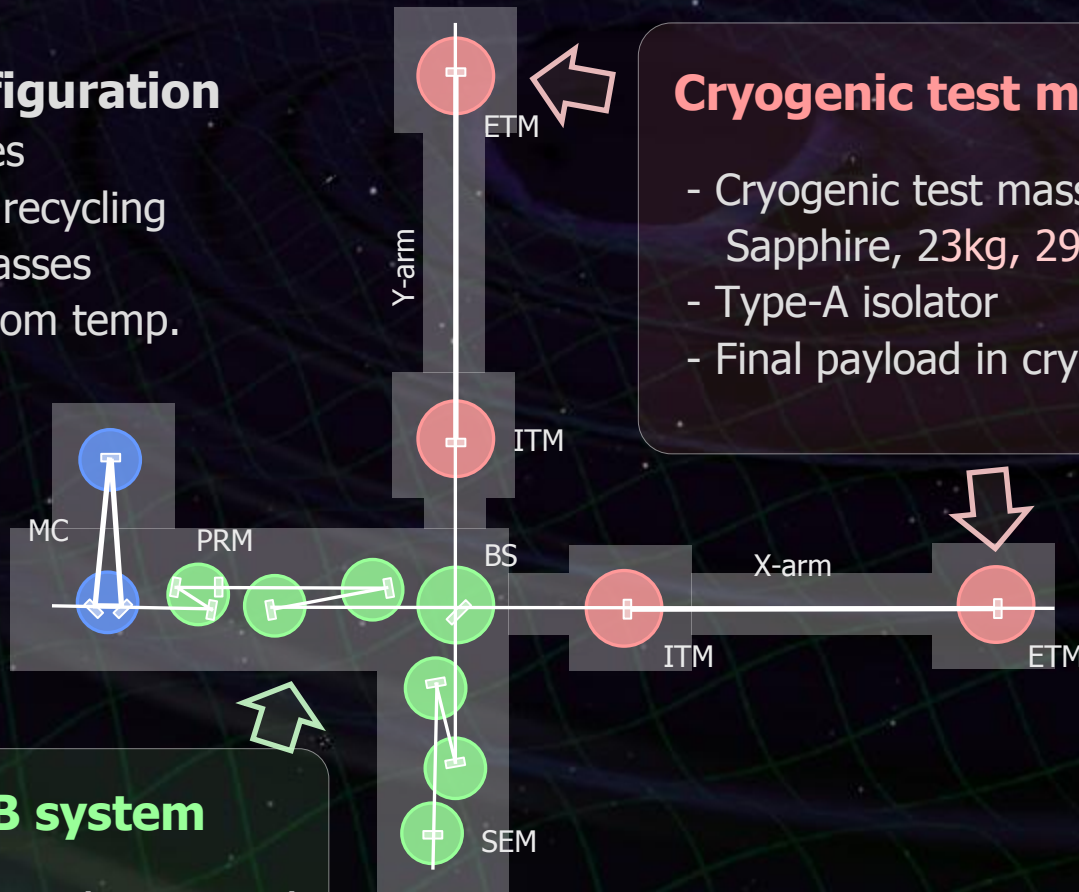 figuration
es
recycling
asses
om temp.
ETM
Y-arm
Cryogenic test m
- Cryogenic test mass
Sapphire, 23kg, 29
- Type-A isolator
- Final payload in cry
ITM
MC
PRM
BS
X-arm
ITM
ETM
B system
SEM